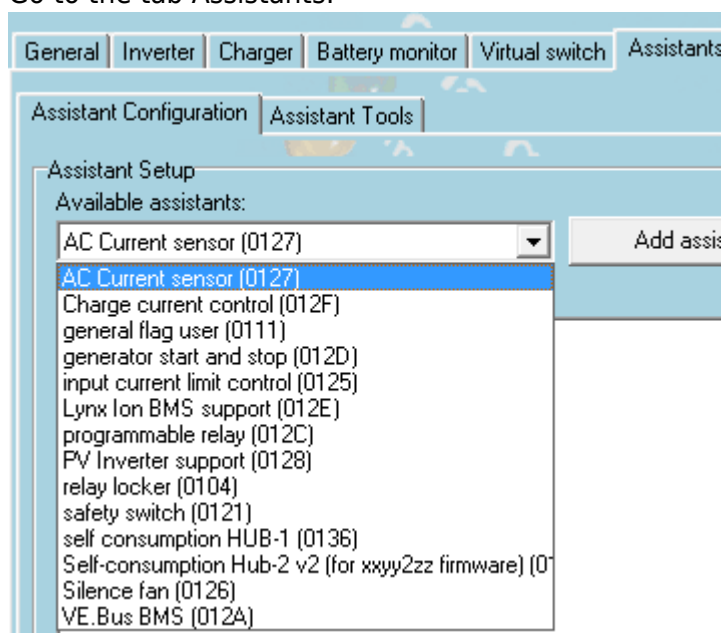 Go to the tab Assistants.
General Inverter Charger Battery monitor Virtual switch Assistants
Assistant Configuration Assistant Tools
Assistant Setup
Available assistants:
AC Current sensor (0127) Add assis
AC Current sensor (0127)
Charge current control (012F)
general flag user (0111)
generator start and stop (012D)
input current limit control (0125)
Lynx Ion BMS support (012E)
programmable relay (012C)
PV Inverter support (0128)
relay locker (0104)
safety switch (0121)
self consumption HUB-1 (0136)
Self-consumption Hub-2 v2 (for xxyy2zz firmware) (0
Silence fan (0126)
VE.Bus BMS (012A)